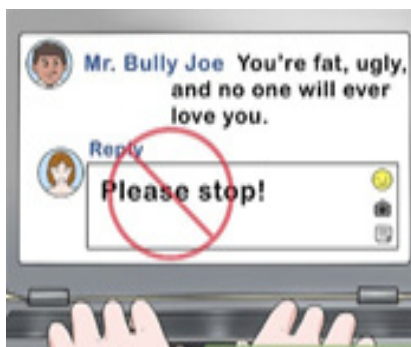 Mr. Bully Joe You're fat, ugly,
and no one will ever
love you.
Reply
Please stop!